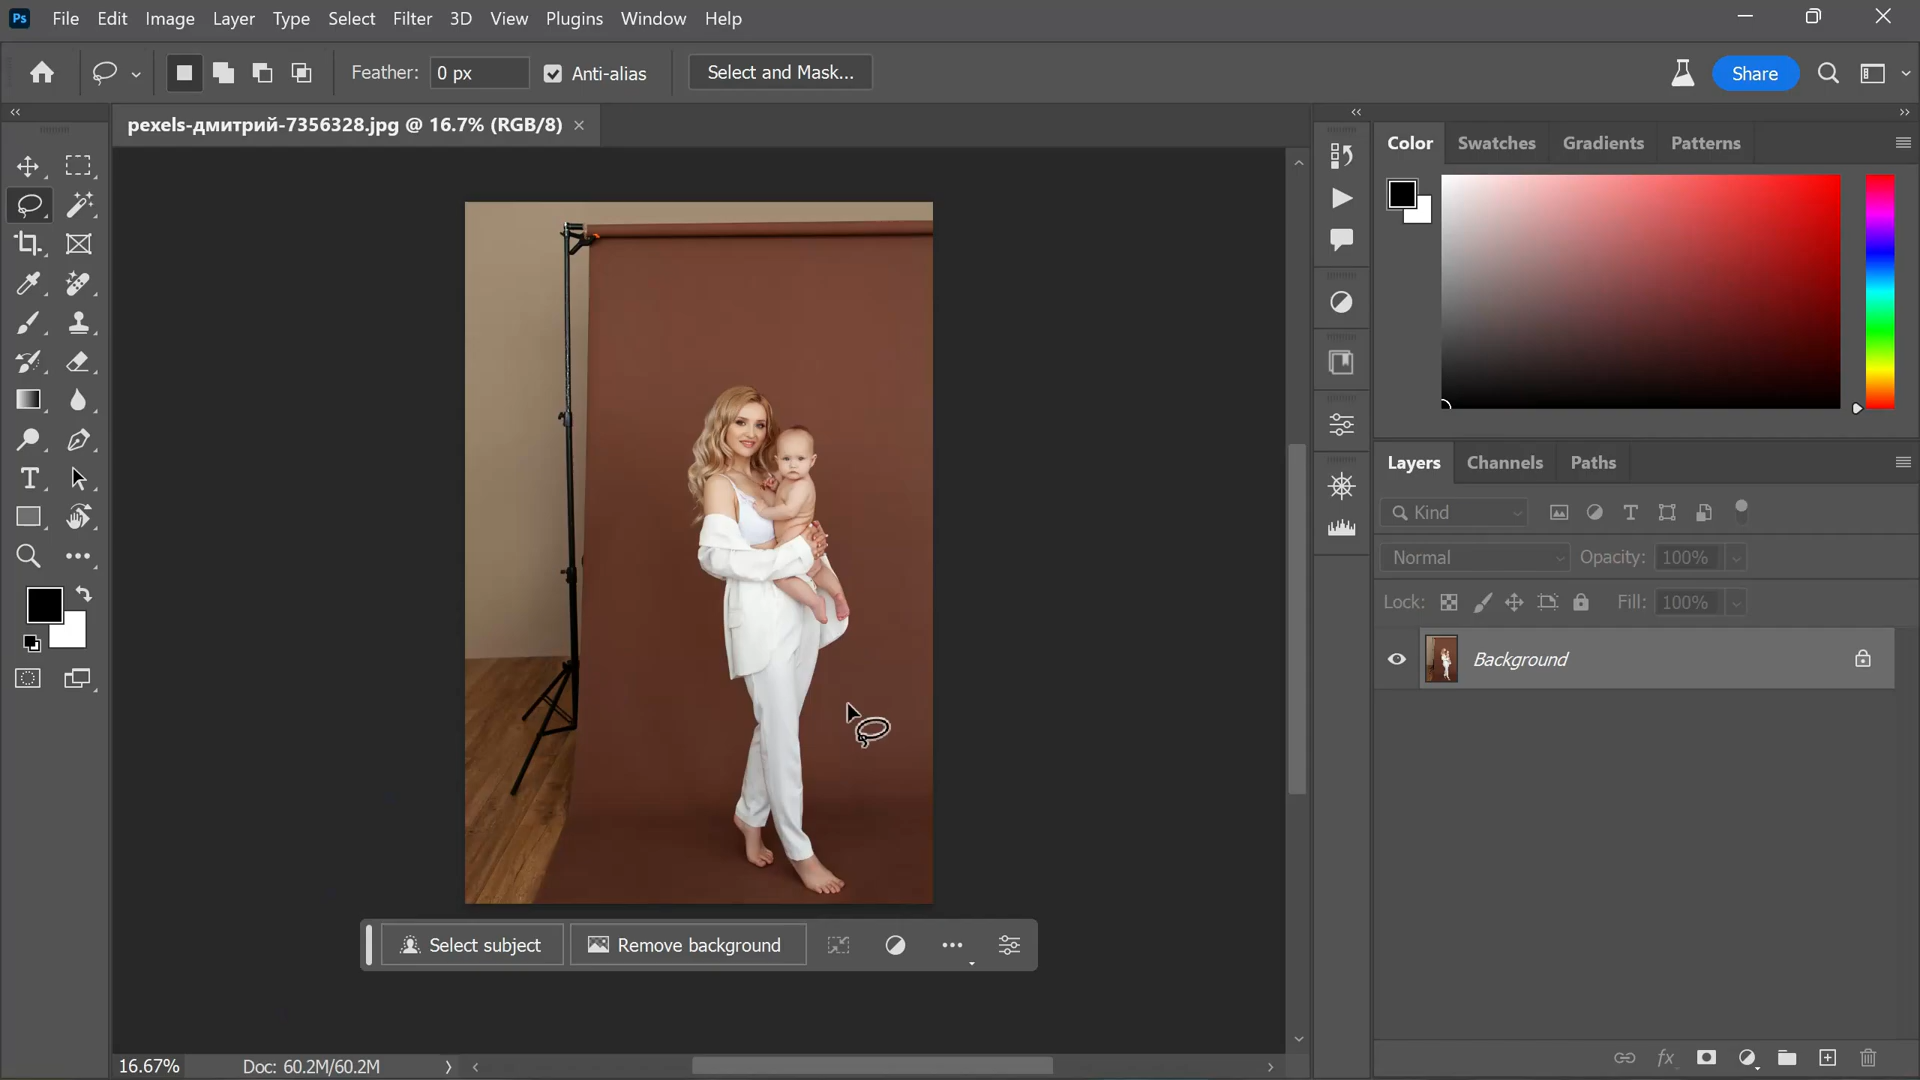 Ps File Edit Image Layer Type Select Filter 3D View Plugins Window Help
Feather: 0 px Anti-alias Select and Mask... Share
pexels-дмитрий-7356328.jpg @ 16.7% (RGB/8)
Color Swatches Gradients Patterns
Layers Channels Paths
Kind
Normal Opacity: 100%
Lock: Fill: 100%
Background
Select subject Remove background
16.67% Doc: 60.2M/60.2M